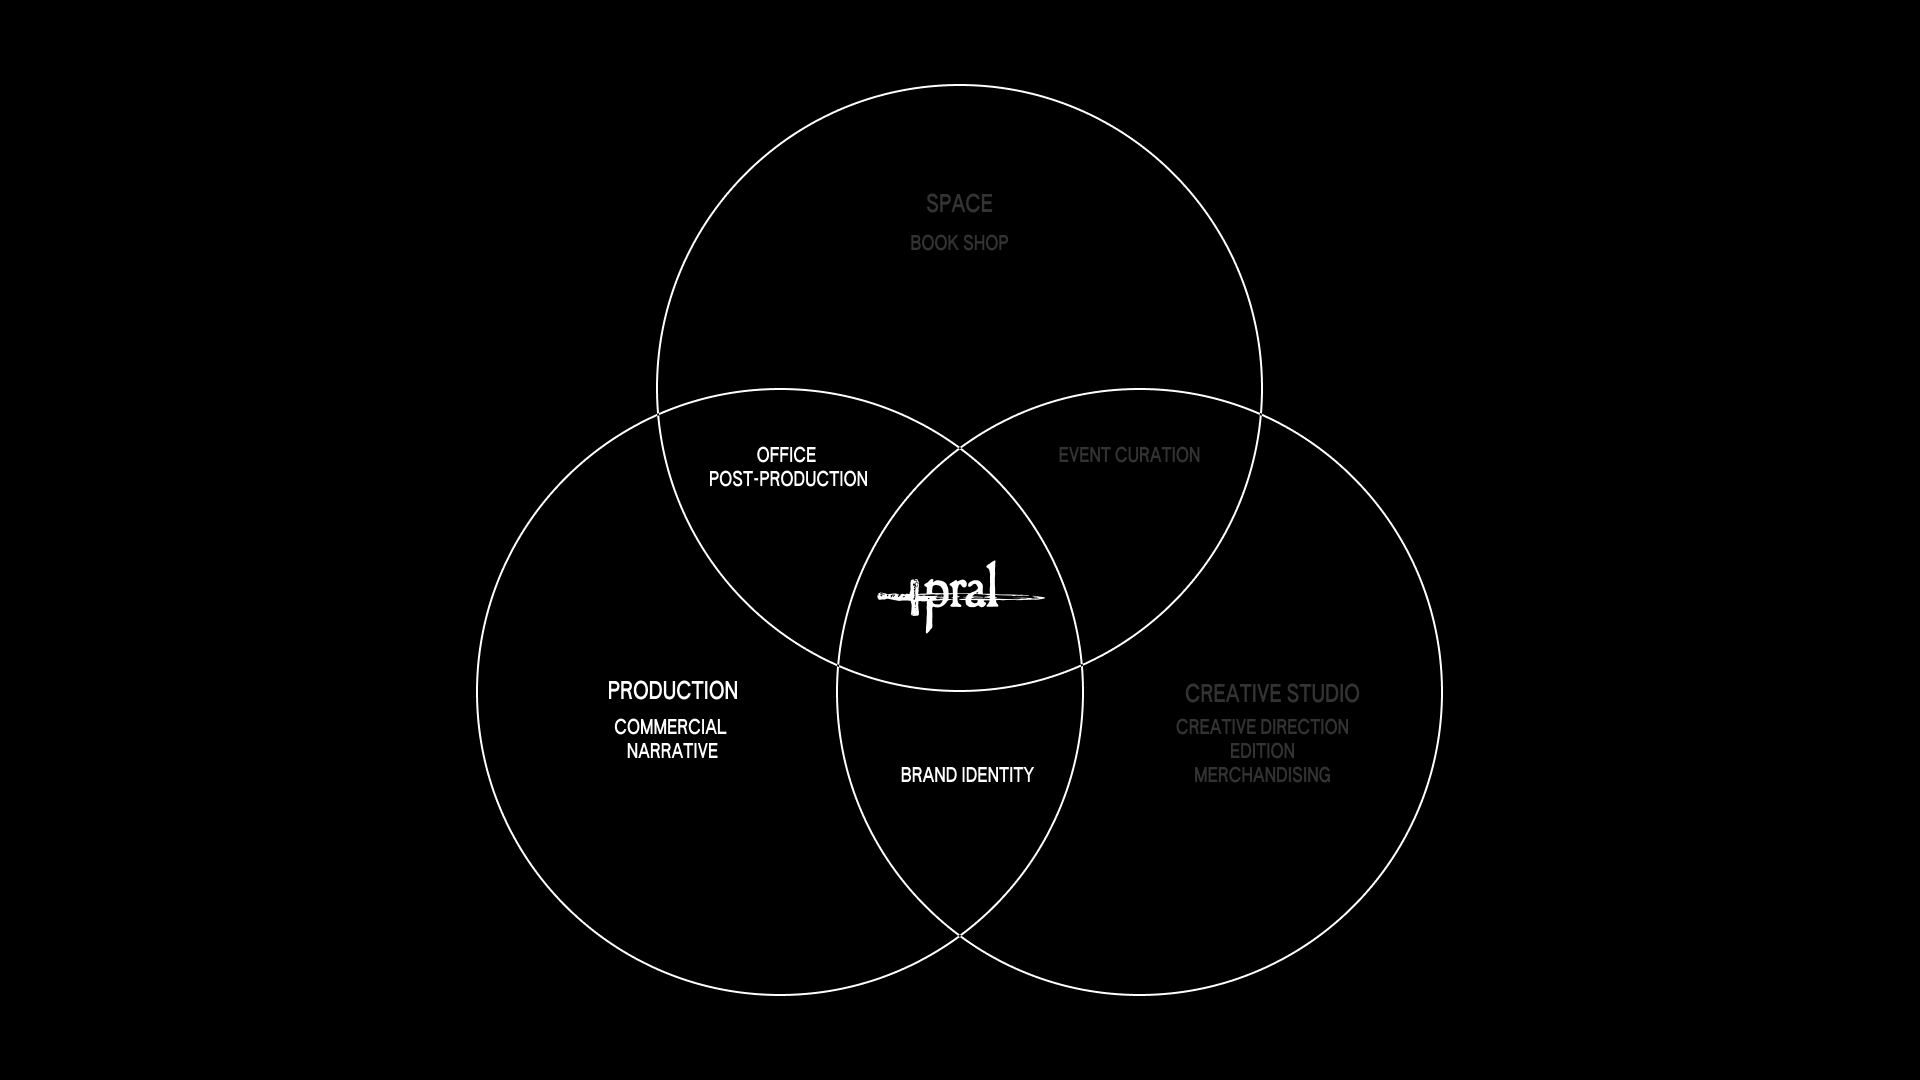 SPACE
BOOK SHOP
OFFICE
POST-PRODUCTION
EVENT CURATION
pral
PRODUCTION
COMMERCIAL
NARRATIVE
CREATIVE STUDIO
CREATIVE DIRECTION
EDITION
MERCHANDISING
BRAND IDENTITY